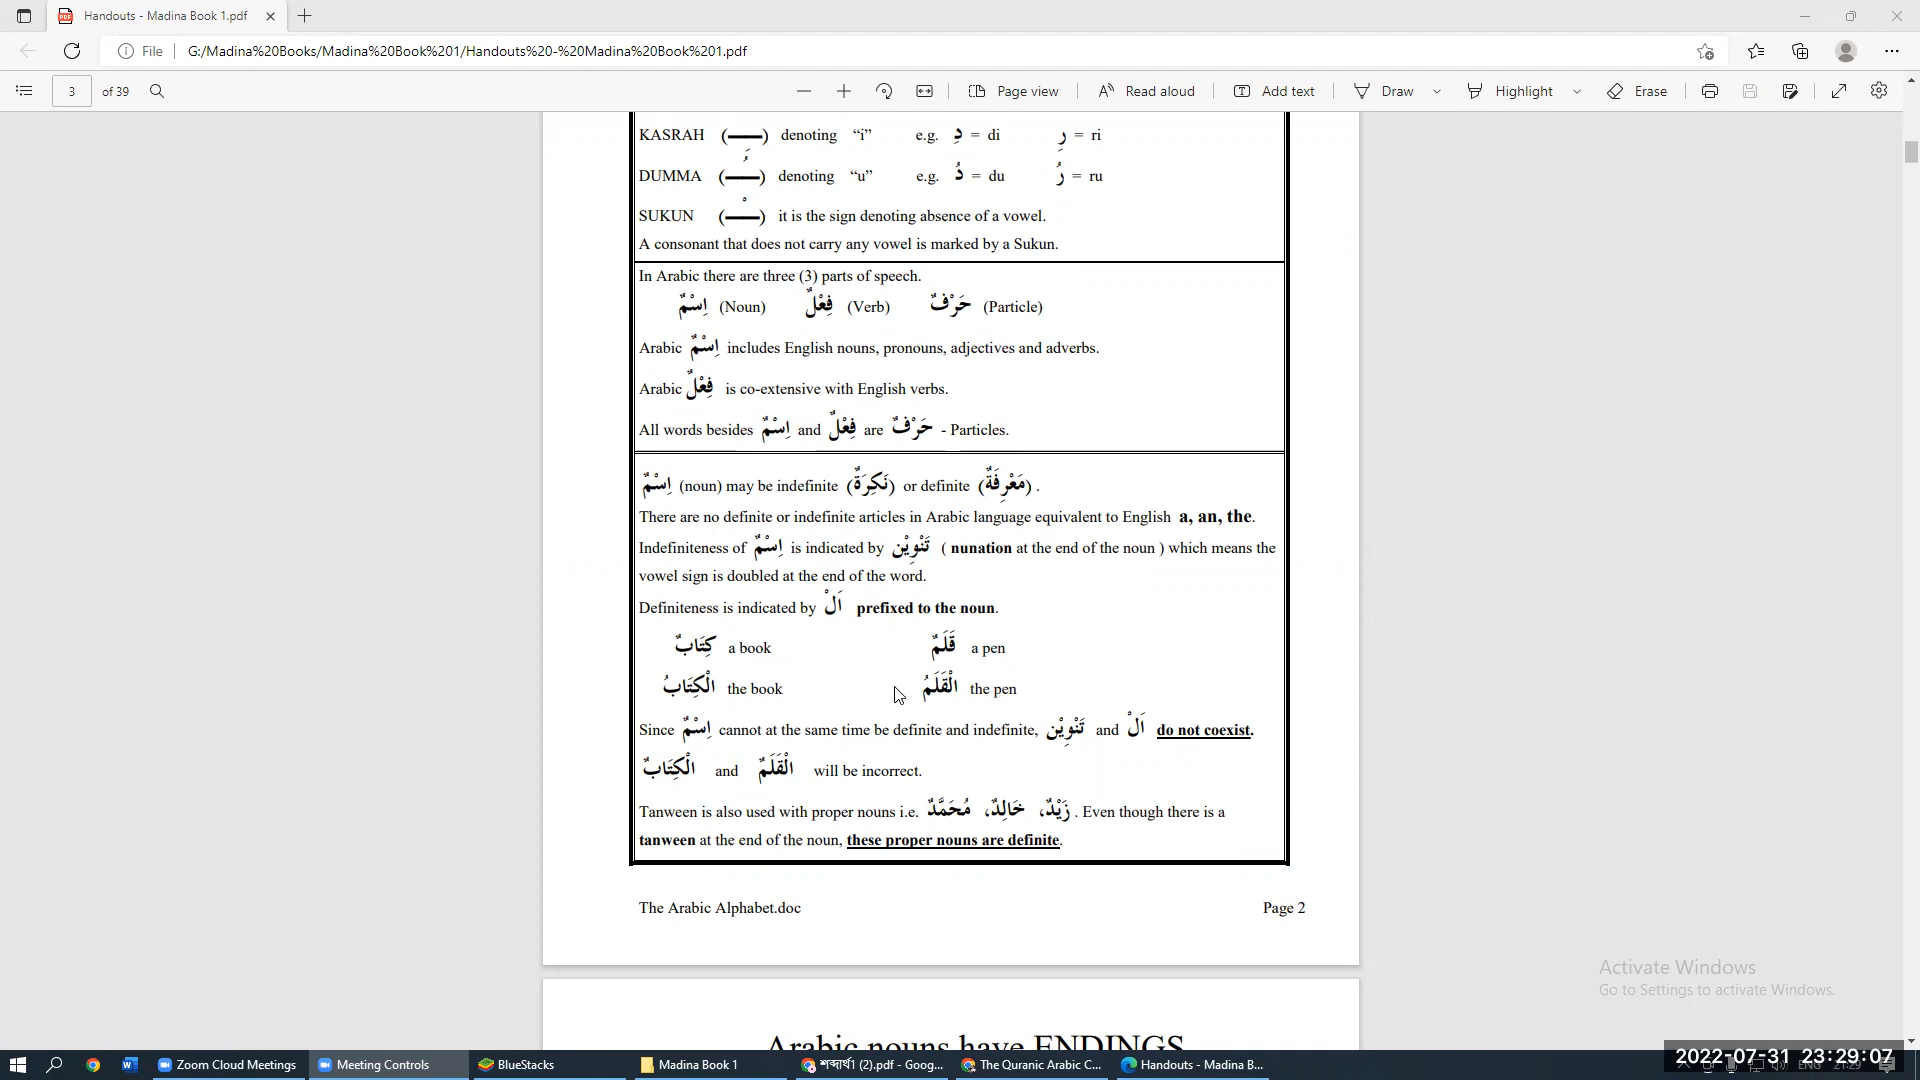 Handouts - Madina Book 1.pdf
File G:/Madina%20Books/Madina%20Book%201/Handouts%20-%20Madina%20Book%201.pdf
3 of 39 Page view Read aloud Add text Draw Highlight Erase
KASRAH (ــِـ) denoting “i” e.g. دِ = di رِ = ri
DUMMA (ــُـ) denoting “u” e.g. دُ = du رُ = ru
SUKUN (ــْـ) it is the sign denoting absence of a vowel.
A consonant that does not carry any vowel is marked by a Sukun.
In Arabic there are three (3) parts of speech.
اِسْمٌ (Noun) فِعْلٌ (Verb) حَرْفٌ (Particle)
Arabic اِسْمٌ includes English nouns, pronouns, adjectives and adverbs.
Arabic فِعْلٌ is co-extensive with English verbs.
All words besides اِسْمٌ and فِعْلٌ are حَرْفٌ - Particles.
اِسْمٌ (noun) may be indefinite (نَكِرَةٌ) or definite (مَعْرِفَةٌ) .
There are no definite or indefinite articles in Arabic language equivalent to English a, an, the.
Indefiniteness of اِسْمٌ is indicated by تَنْوِيْن ( nunation at the end of the noun ) which means the
vowel sign is doubled at the end of the word.
Definiteness is indicated by اَلْ prefixed to the noun.
كِتَابٌ a book قَلَمٌ a pen
الْكِتَابُ the book الْقَلَمُ the pen
Since اِسْمٌ cannot at the same time be definite and indefinite, تَنْوِيْن and اَلْ do not coexist.
الْكِتَابٌ and الْقَلَمٌ will be incorrect.
Tanween is also used with proper nouns i.e. زَيْدٌ، خَالِدٌ، مُحَمَّدٌ . Even though there is a
tanween at the end of the noun, these proper nouns are definite.
The Arabic Alphabet.doc Page 2
Activate Windows
Go to Settings to activate Windows.
Arabic nouns have ENDINGS
Zoom Cloud Meetings Meeting Controls BlueStacks Madina Book 1 শব্দার্থ1 (2).pdf - Goog... The Quranic Arabic C... Handouts - Madina B...
2022-07-31 23:29:07